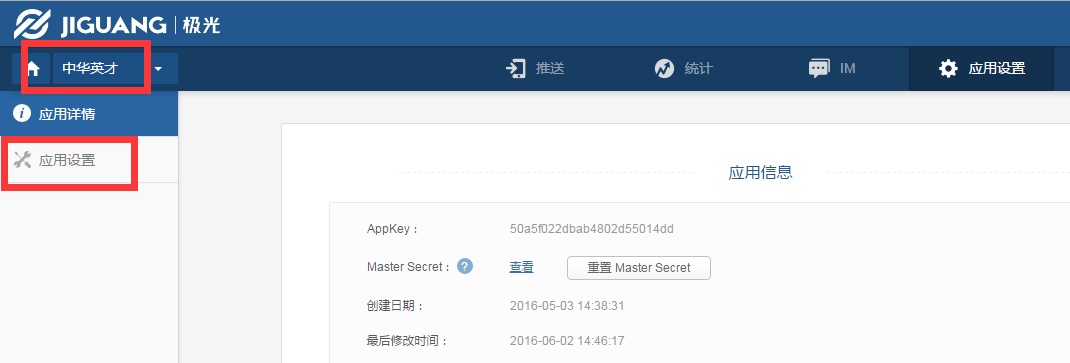 JIGUANG | 极光
中华英才
推送
统计
IM
应用设置
应用详情
应用设置
应用信息
AppKey： 50a5f022dbab4802d55014dd
Master Secret： ? 查看 重置 Master Secret
创建日期： 2016-05-03 14:38:31
最后修改时间： 2016-06-02 14:46:17